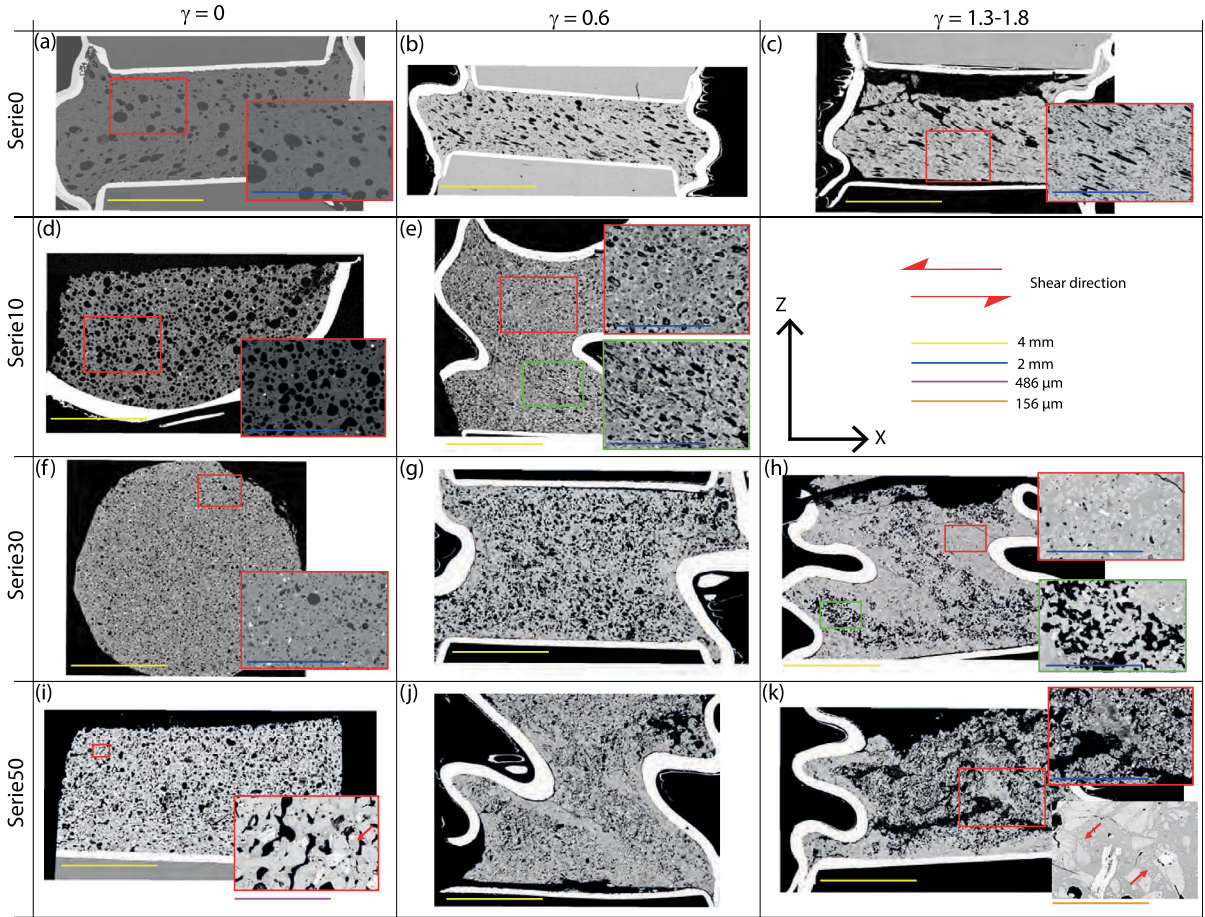 γ = 0
γ = 0.6
γ = 1.3-1.8
Serie0
(a)
(b)
(c)
Serie10
(d)
(e)
Z
X
Shear direction
4 mm
2 mm
486 μm
156 μm
Serie30
(f)
(g)
(h)
Serie50
(i)
(j)
(k)